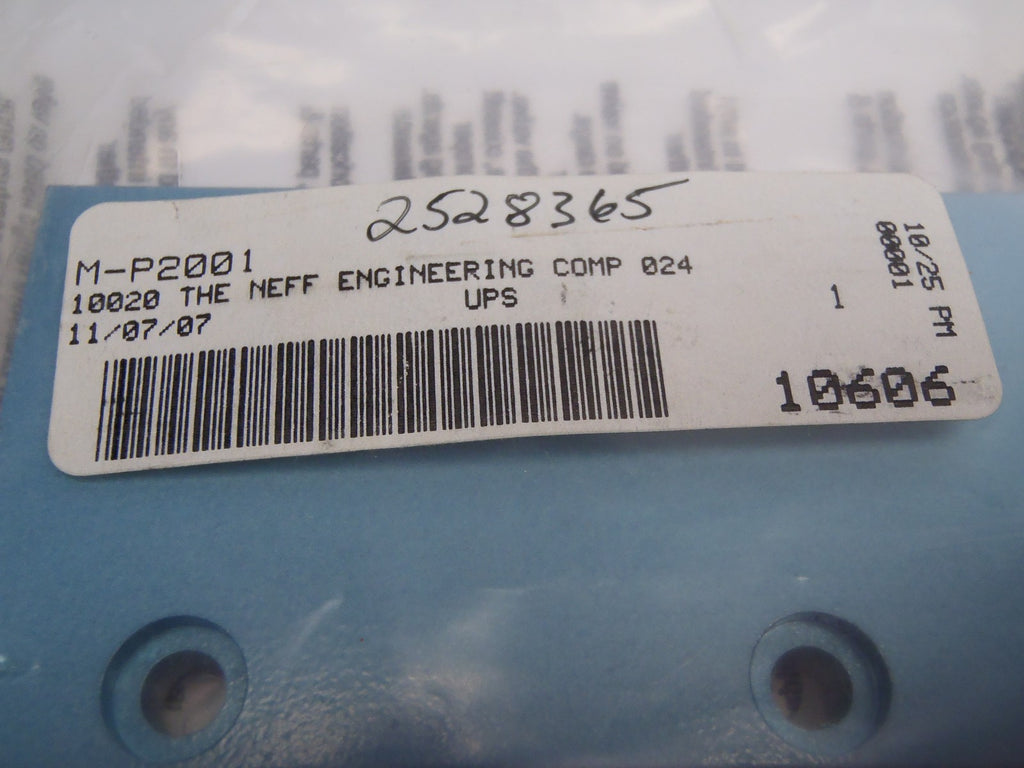 2528365
M-P2001
10020 THE NEFF ENGINEERING COMP 024
11/07/07
UPS
1
10/25 PM
00001
10606